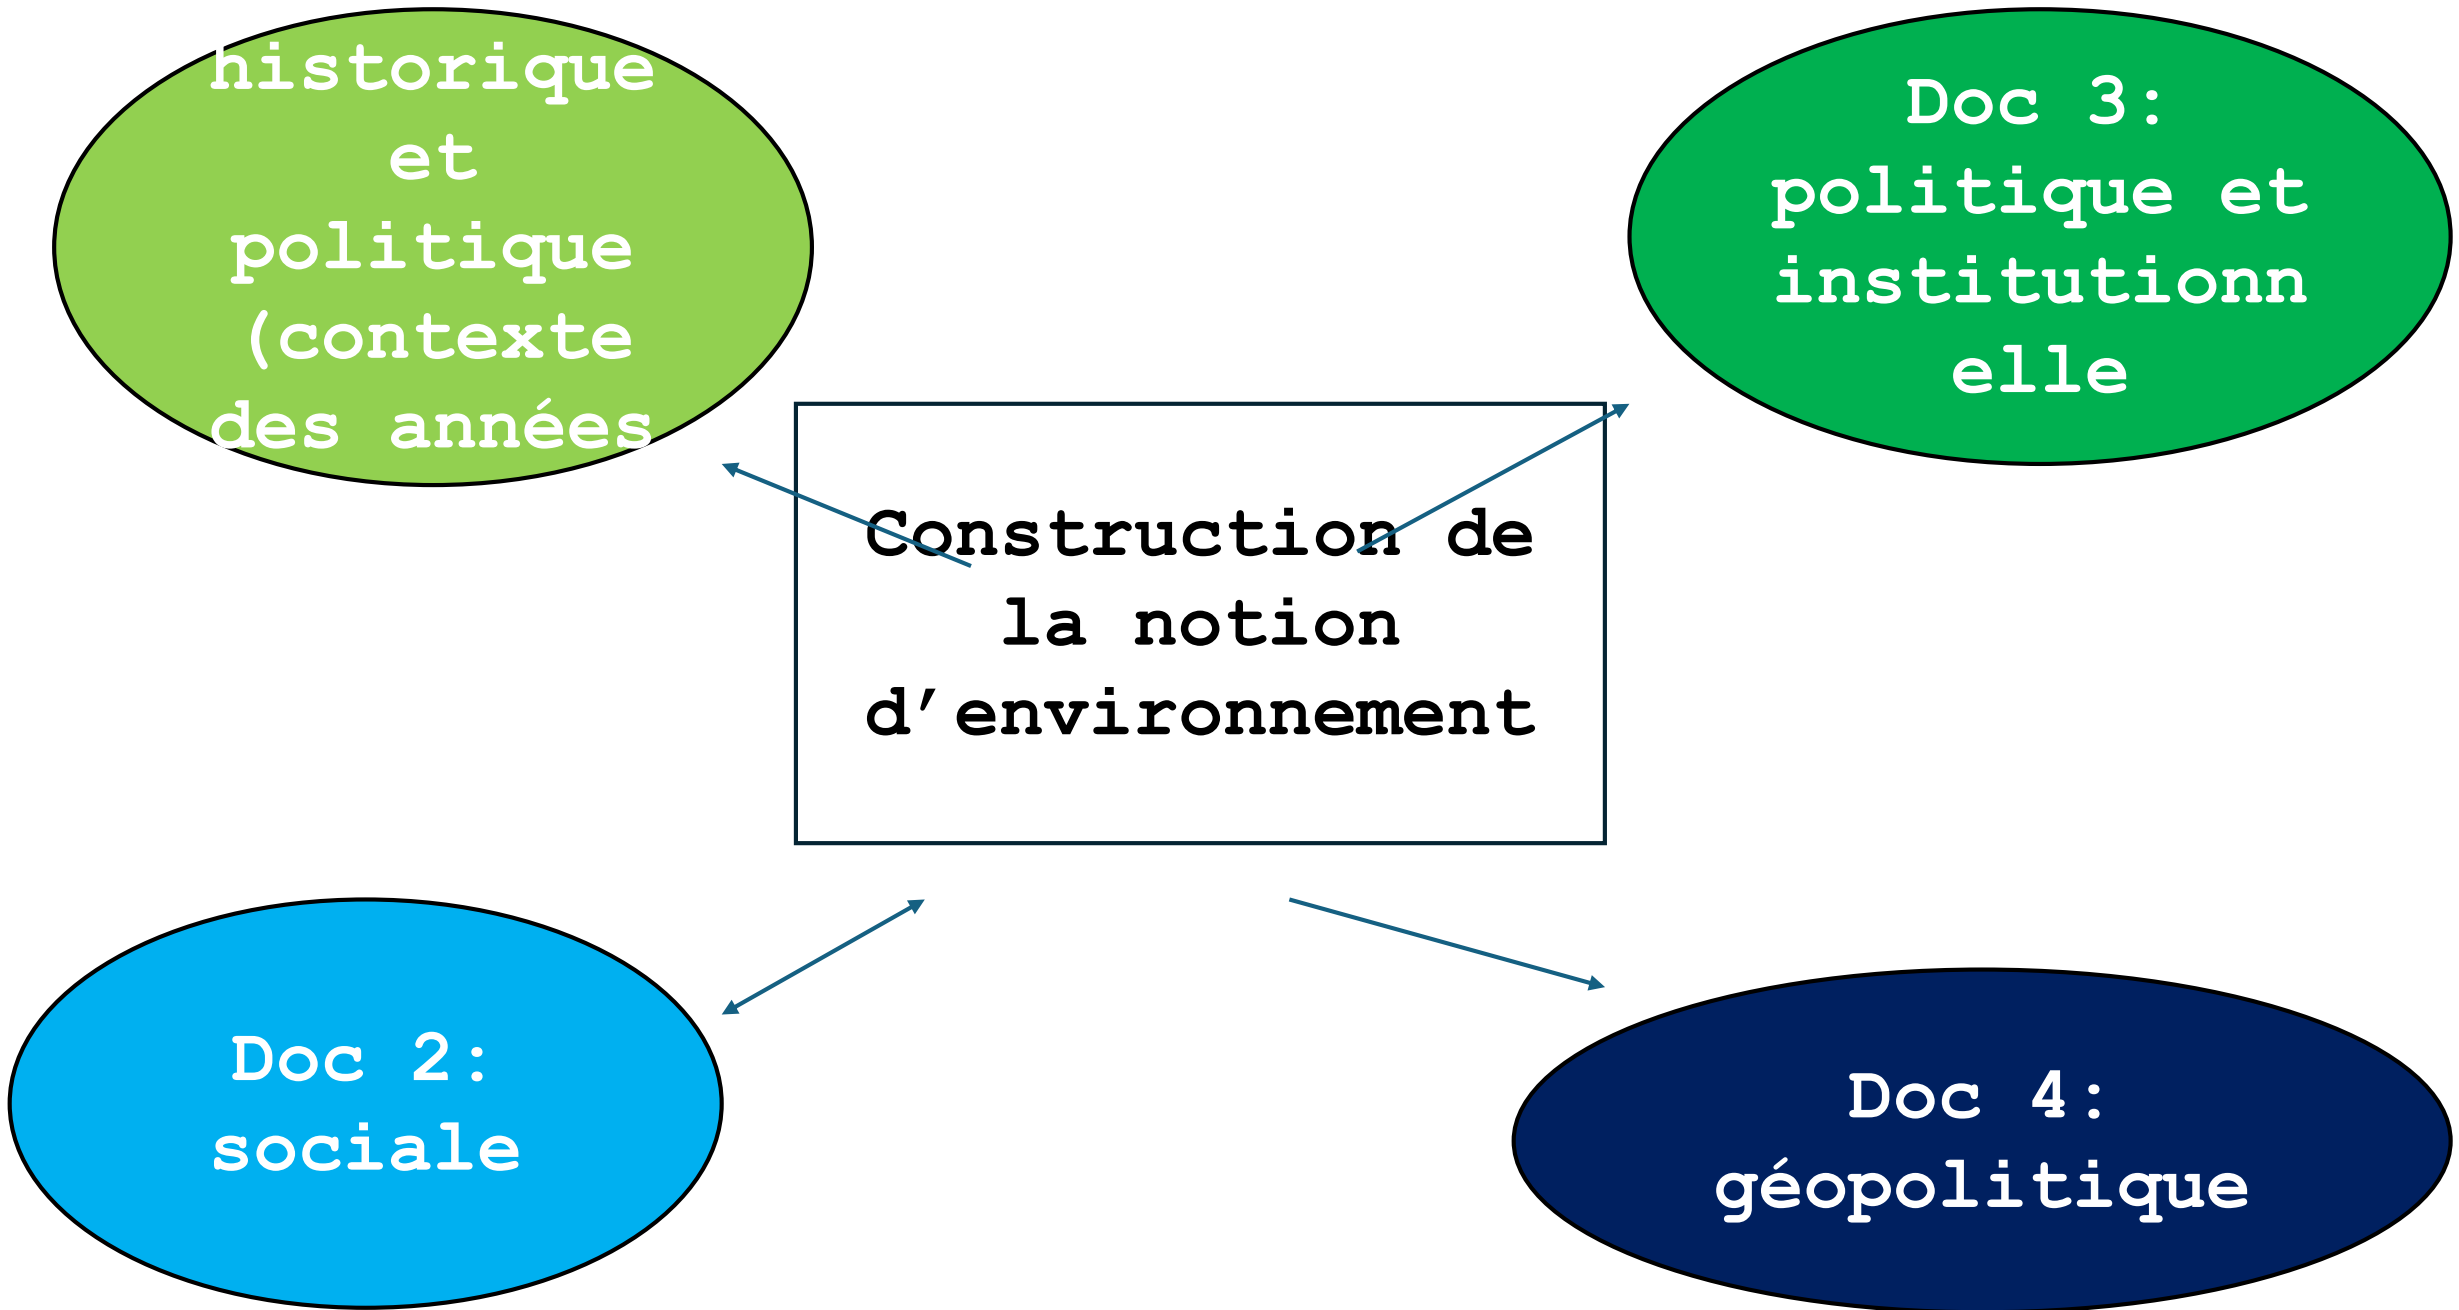 historique
et
politique
(contexte
des années
Doc 3:
politique et
institutionn
elle
Construction de
la notion
d’environnement
Doc 2:
sociale
Doc 4:
géopolitique